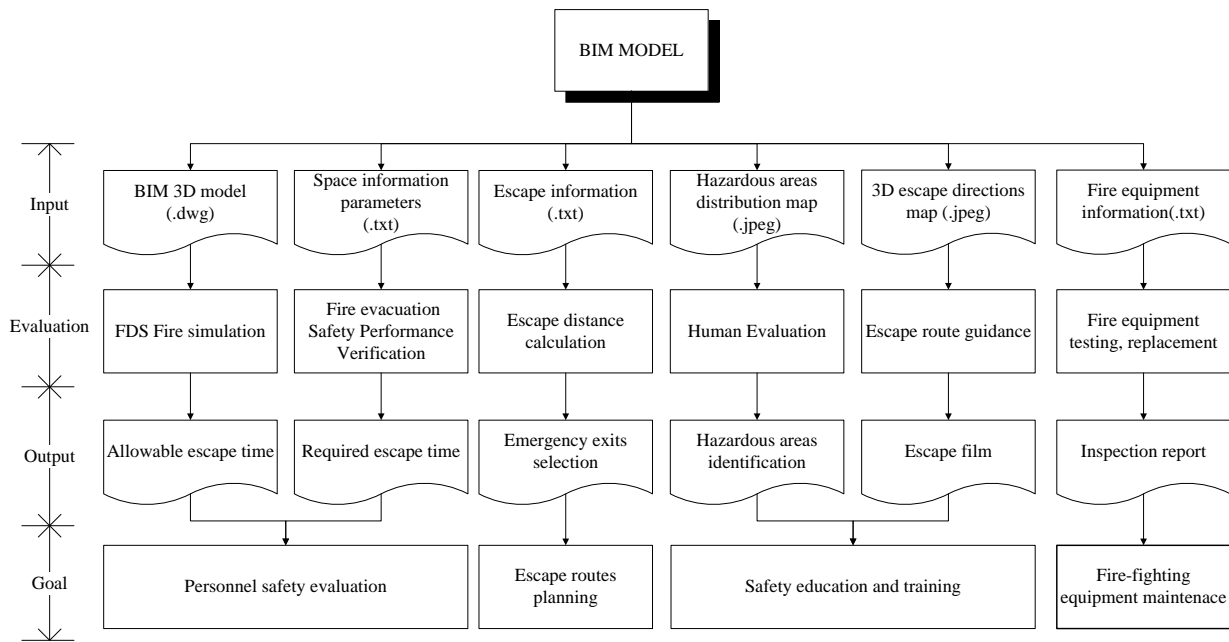 BIM MODEL
Input
BIM 3D model
(.dwg)
Space information
parameters
(.txt)
Escape information
(.txt)
Hazardous areas
distribution map
(.jpeg)
3D escape directions
map (.jpeg)
Fire equipment
information(.txt)
Evaluation
FDS Fire simulation
Fire evacuation
Safety Performance
Verification
Escape distance
calculation
Human Evaluation
Escape route guidance
Fire equipment
testing, replacement
Output
Allowable escape time
Required escape time
Emergency exits
selection
Hazardous areas
identification
Escape film
Inspection report
Goal
Personnel safety evaluation
Escape routes
planning
Safety education and training
Fire-fighting
equipment maintenace